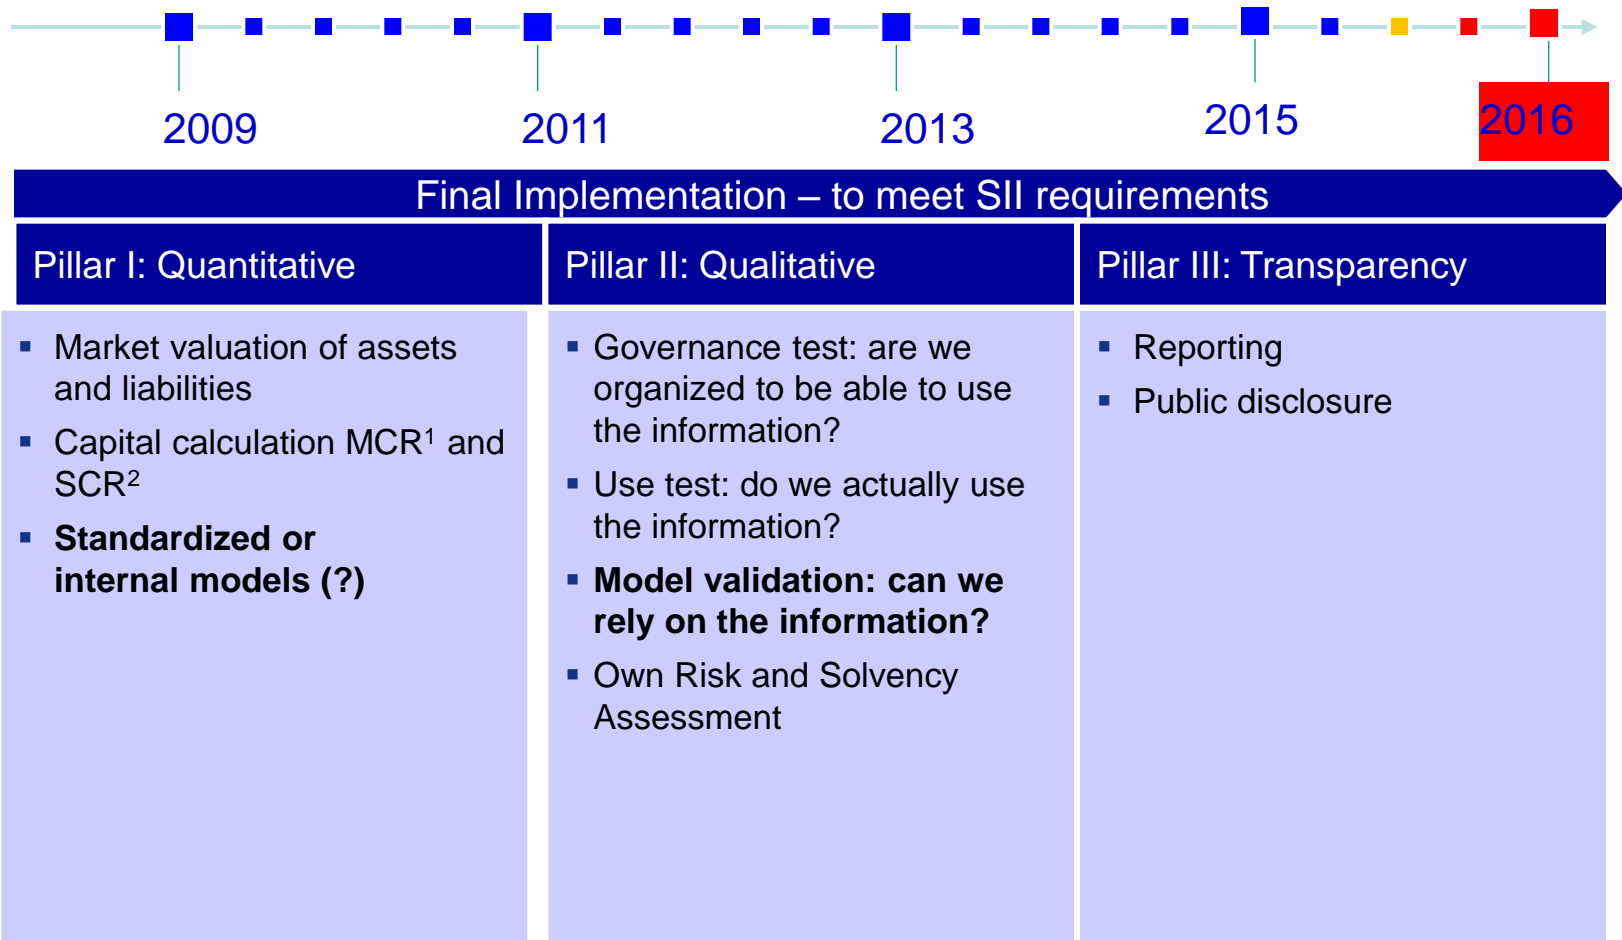 2009
2011
2013
2015
2016
Final Implementation – to meet SII requirements
Pillar I: Quantitative
Pillar II: Qualitative
Pillar III: Transparency
▪ Market valuation of assets
and liabilities
▪ Capital calculation MCR¹ and
SCR²
▪ Standardized or
internal models (?)
▪ Governance test: are we
organized to be able to use
the information?
▪ Use test: do we actually use
the information?
▪ Model validation: can we
rely on the information?
▪ Own Risk and Solvency
Assessment
▪ Reporting
▪ Public disclosure